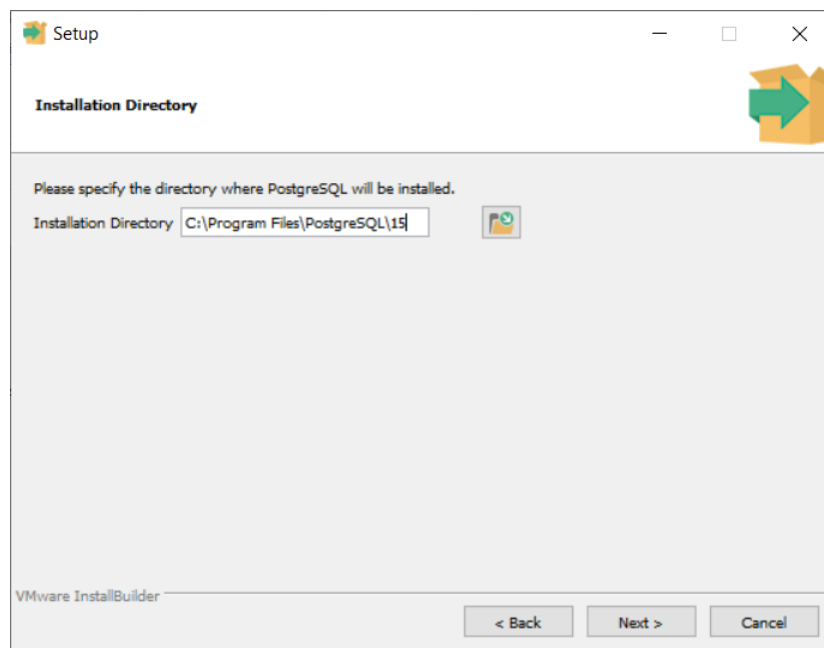 Setup
Installation Directory
Please specify the directory where PostgreSQL will be installed.
Installation Directory C:\Program Files\PostgreSQL\15
VMware InstallBuilder
< Back Next > Cancel